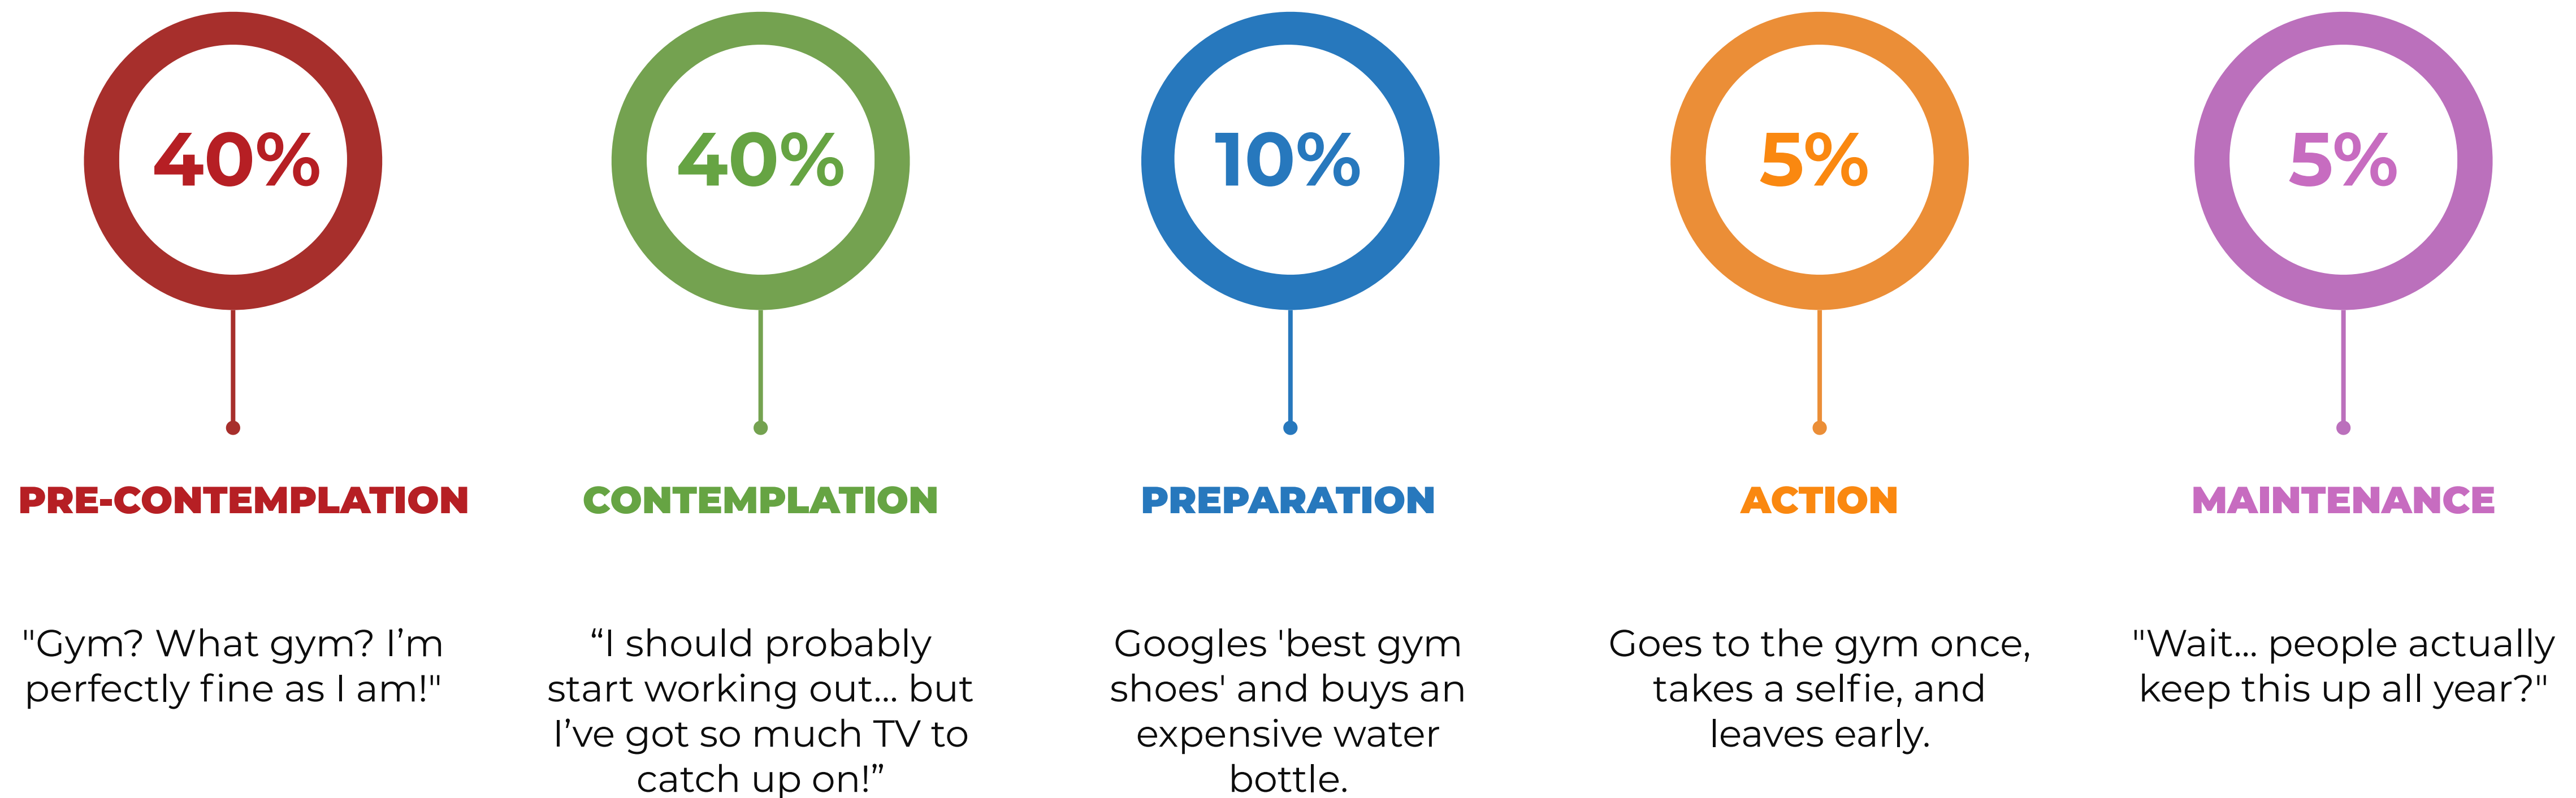 40%
40%
10%
5%
5%
PRE-CONTEMPLATION
CONTEMPLATION
PREPARATION
ACTION
MAINTENANCE
"Gym? What gym? I’m
perfectly fine as I am!"
“I should probably
start working out... but
I’ve got so much TV to
catch up on!”
Googles 'best gym
shoes' and buys an
expensive water
bottle.
Goes to the gym once,
takes a selfie, and
leaves early.
"Wait... people actually
keep this up all year?"